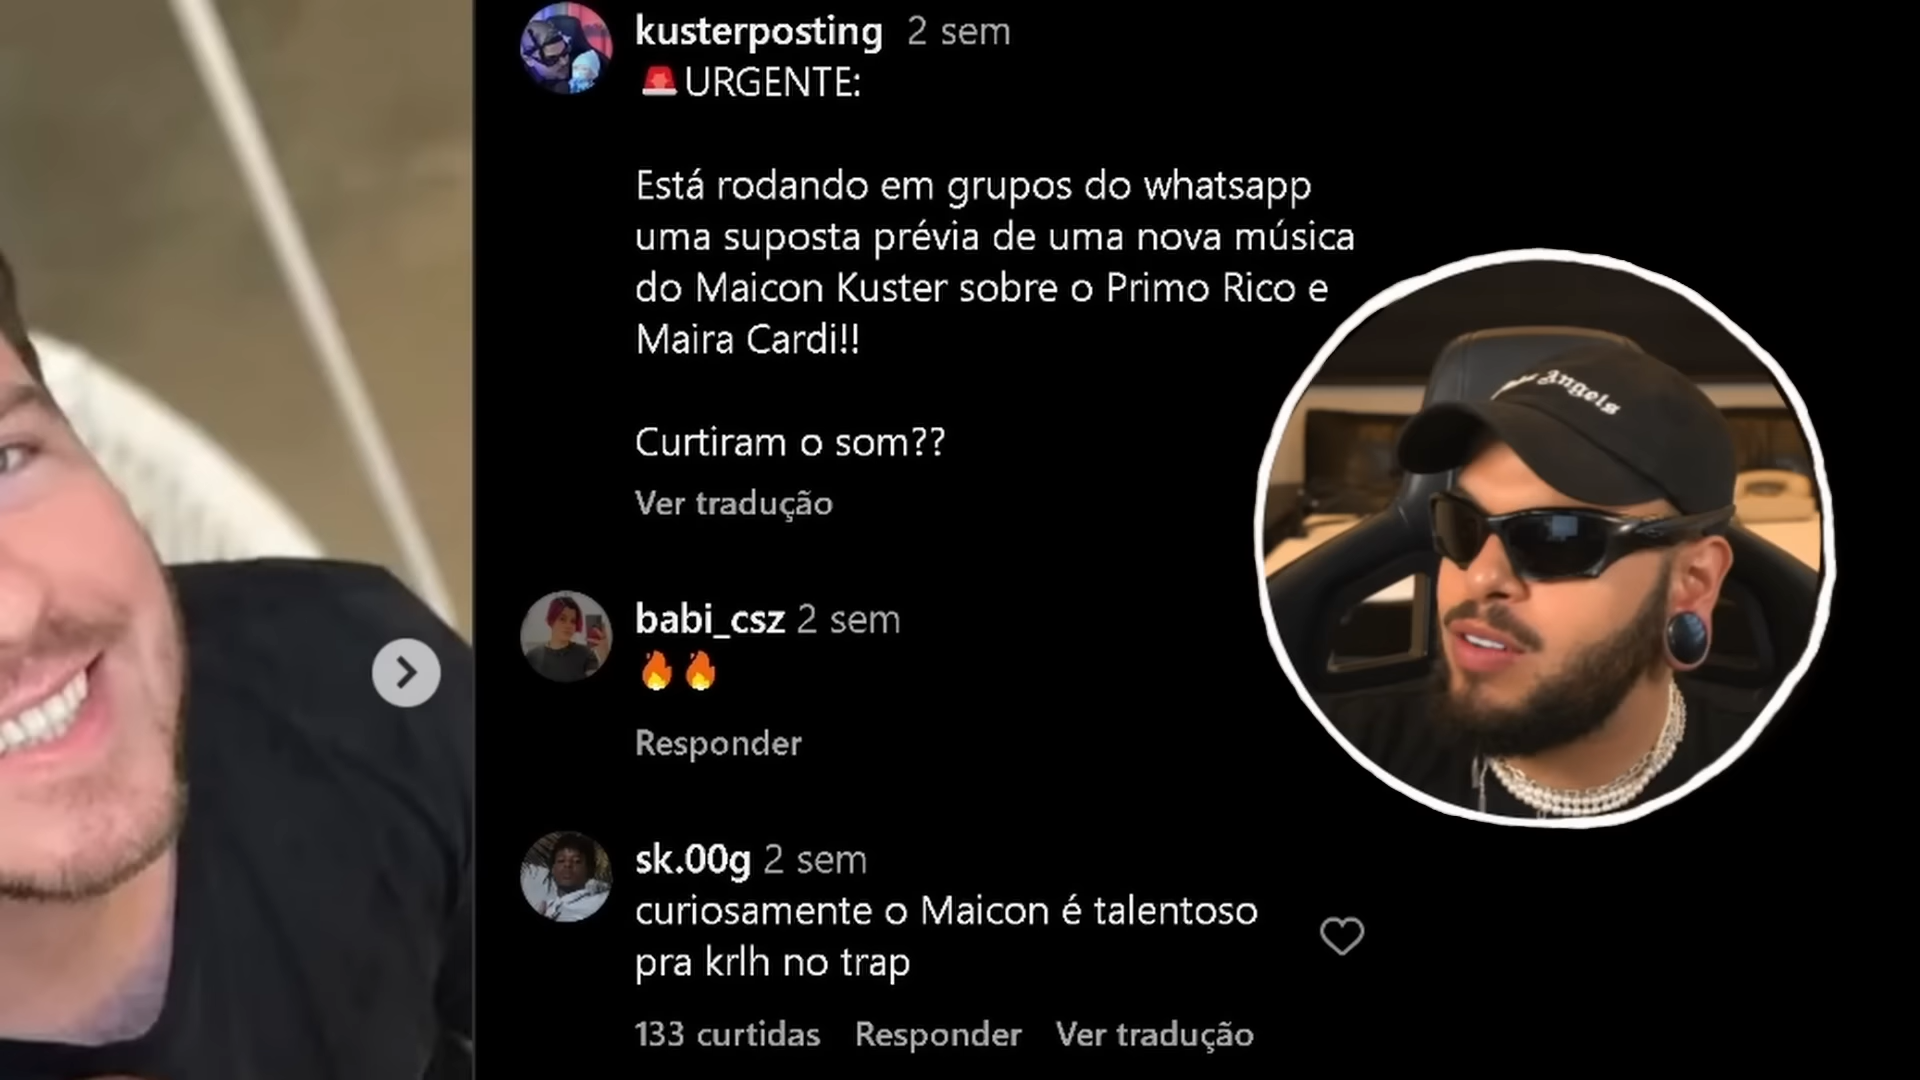 kusterposting 2 sem
🚨URGENTE:
Está rodando em grupos do whatsapp
uma suposta prévia de uma nova música
do Maicon Kuster sobre o Primo Rico e
Maira Cardi!!
Curtiram o som??
Ver tradução
babi_csz 2 sem
🔥🔥
Responder
sk.00g 2 sem
curiosamente o Maicon é talentoso
pra krlh no trap
133 curtidas Responder Ver tradução
Angels